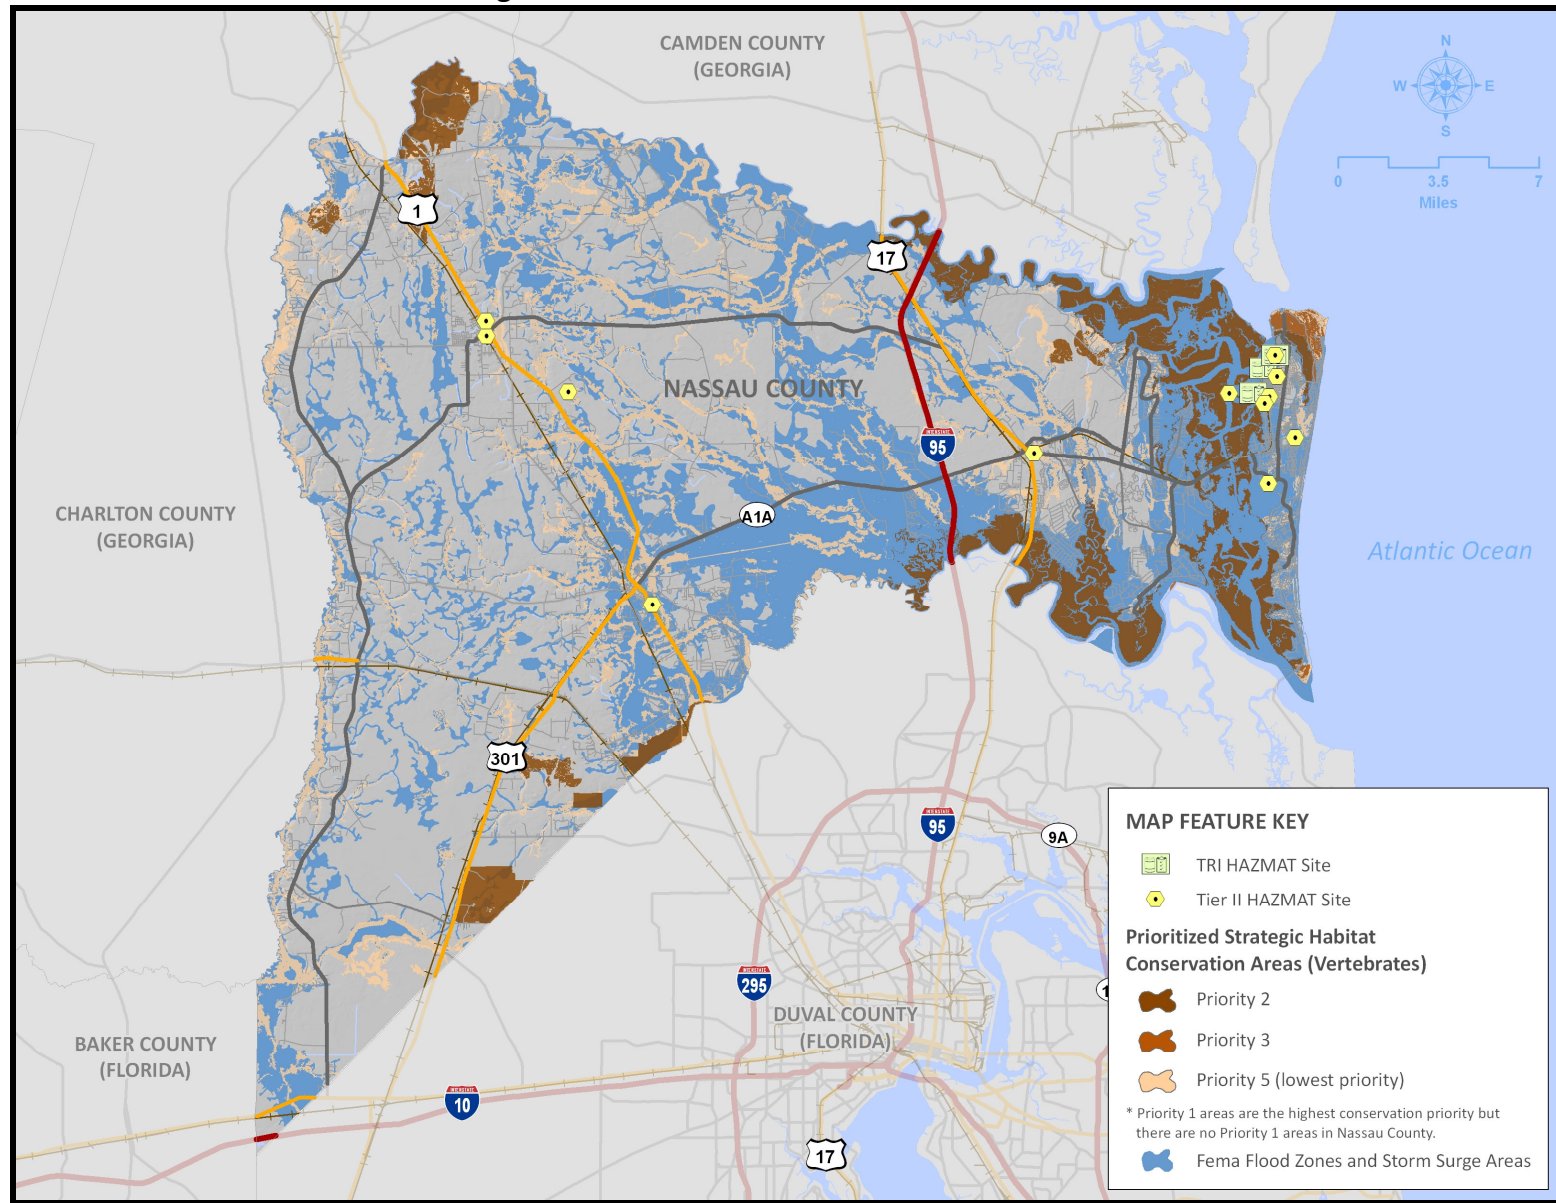 CAMDEN COUNTY
(GEORGIA)
N
W
E
S
0
3.5
7
Miles
1
17
NASSAU COUNTY
95
A1A
CHARLTON COUNTY
(GEORGIA)
Atlantic Ocean
301
INTERSTATE
95
9A
295
DUVAL COUNTY
(FLORIDA)
BAKER COUNTY
(FLORIDA)
10
17
1
MAP FEATURE KEY
TRI HAZMAT Site
Tier II HAZMAT Site
Prioritized Strategic Habitat
Conservation Areas (Vertebrates)
Priority 2
Priority 3
Priority 5 (lowest priority)
* Priority 1 areas are the highest conservation priority but
there are no Priority 1 areas in Nassau County.
Fema Flood Zones and Storm Surge Areas